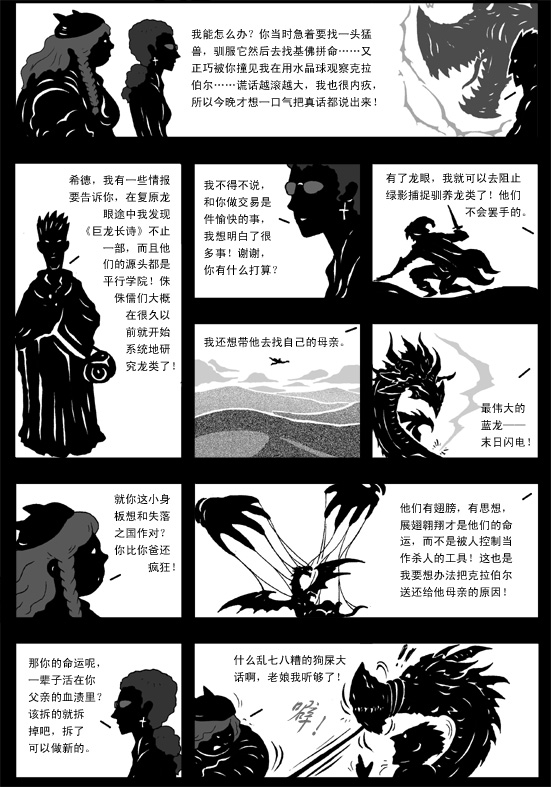 我能怎么办？你当时急着要找一头猛
兽，驯服它然后去找基佛拼命……又
正巧被你撞见我在用水晶球观察克拉
伯尔……谎话越滚越大，我也很内疚，
所以今晚才想一口气把真话都说出来！
希德，我有一些情报
要告诉你，在复原龙
眼途中我发现
《巨龙长诗》不止
一部，而且他
们的源头都是
平行学院！侏
侏儒们大概
在很久以
前就开始
系统地研
究龙类了！
我不得不说，
和你做交易是
件愉快的事，
我想明白了很
多事！谢谢，
你有什么打算？
有了龙眼，我就可以去阻止
绿影捕捉驯养龙类了！他们
不会罢手的。
我还想带他去找自己的母亲。
最伟大的
蓝龙——
末日闪电！
就你这小身
板想和失落
之国作对？
你比你爸还
疯狂！
他们有翅膀，有思想，
展翅翱翔才是他们的命
运，而不是被人控制当
作杀人的工具！这也是
我要想办法把克拉伯尔
送还给他母亲的原因！
那你的命运呢，
一辈子活在你
父亲的血渍里？
该拆的就拆
掉吧，拆了
可以做新的。
什么乱七八糟的狗屎大
话啊，老娘我听够了！